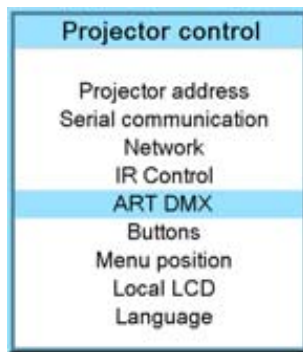 Projector control
Projector address
Serial communication
Network
IR Control
ART DMX
Buttons
Menu position
Local LCD
Language